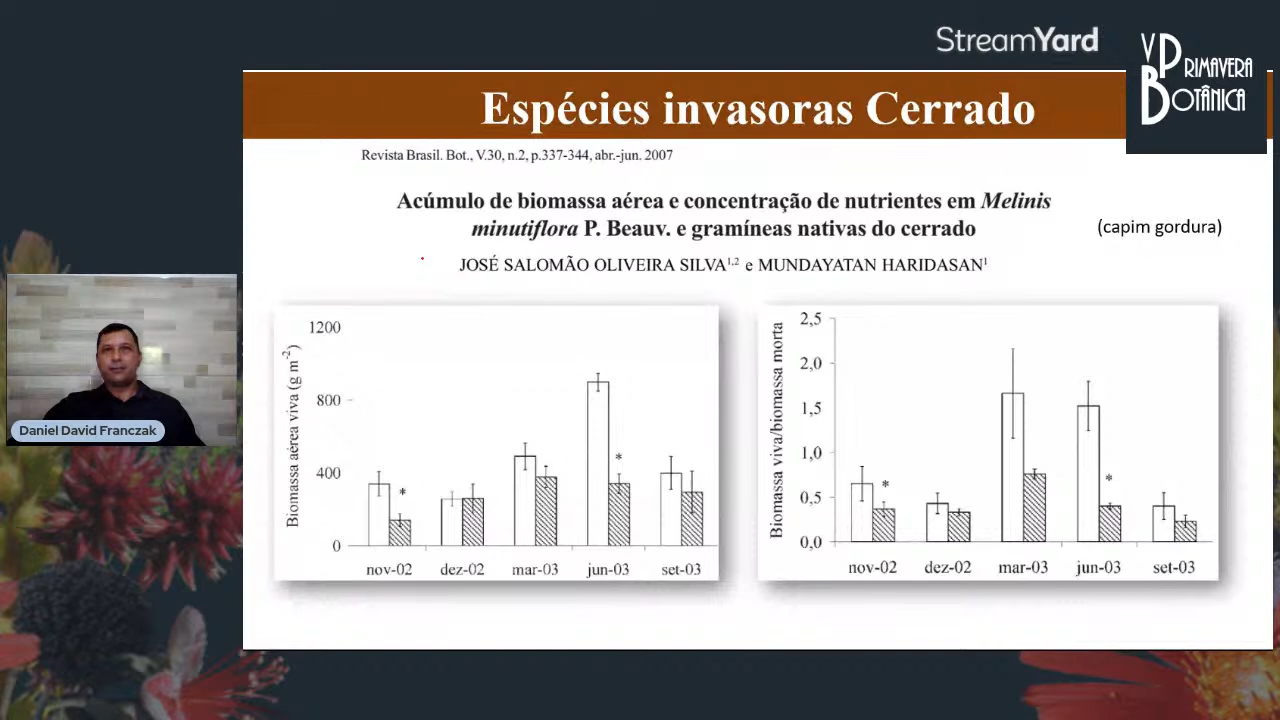 StreamYard
V PRIMAVERA
BOTÂNICA
Espécies invasoras Cerrado
Revista Brasil. Bot., V.30, n.2, p.337-344, abr.-jun. 2007
Acúmulo de biomassa aérea e concentração de nutrientes em Melinis
minutiflora P. Beauv. e gramíneas nativas do cerrado
(capim gordura)
JOSÉ SALOMÃO OLIVEIRA SILVA1,2 e MUNDAYATAN HARIDASAN1
Daniel David Franczak
Biomassa aérea viva (g m-2)
1200
800
400
0
*
*
nov-02 dez-02 mar-03 jun-03 set-03
Biomassa viva/biomassa morta
2,5
2,0
1,5
1,0
0,5
0,0
*
*
nov-02 dez-02 mar-03 jun-03 set-03